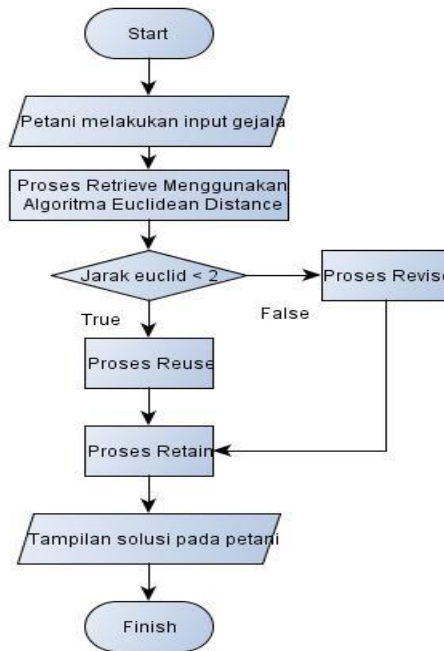 Start
Petani melakukan input gejala
Proses Retrieve Menggunakan
Algoritma Euclidean Distance
Jarak euclid < 2
Proses Revise
True
False
Proses Reuse
Proses Retain
Tampilan solusi pada petani
Finish